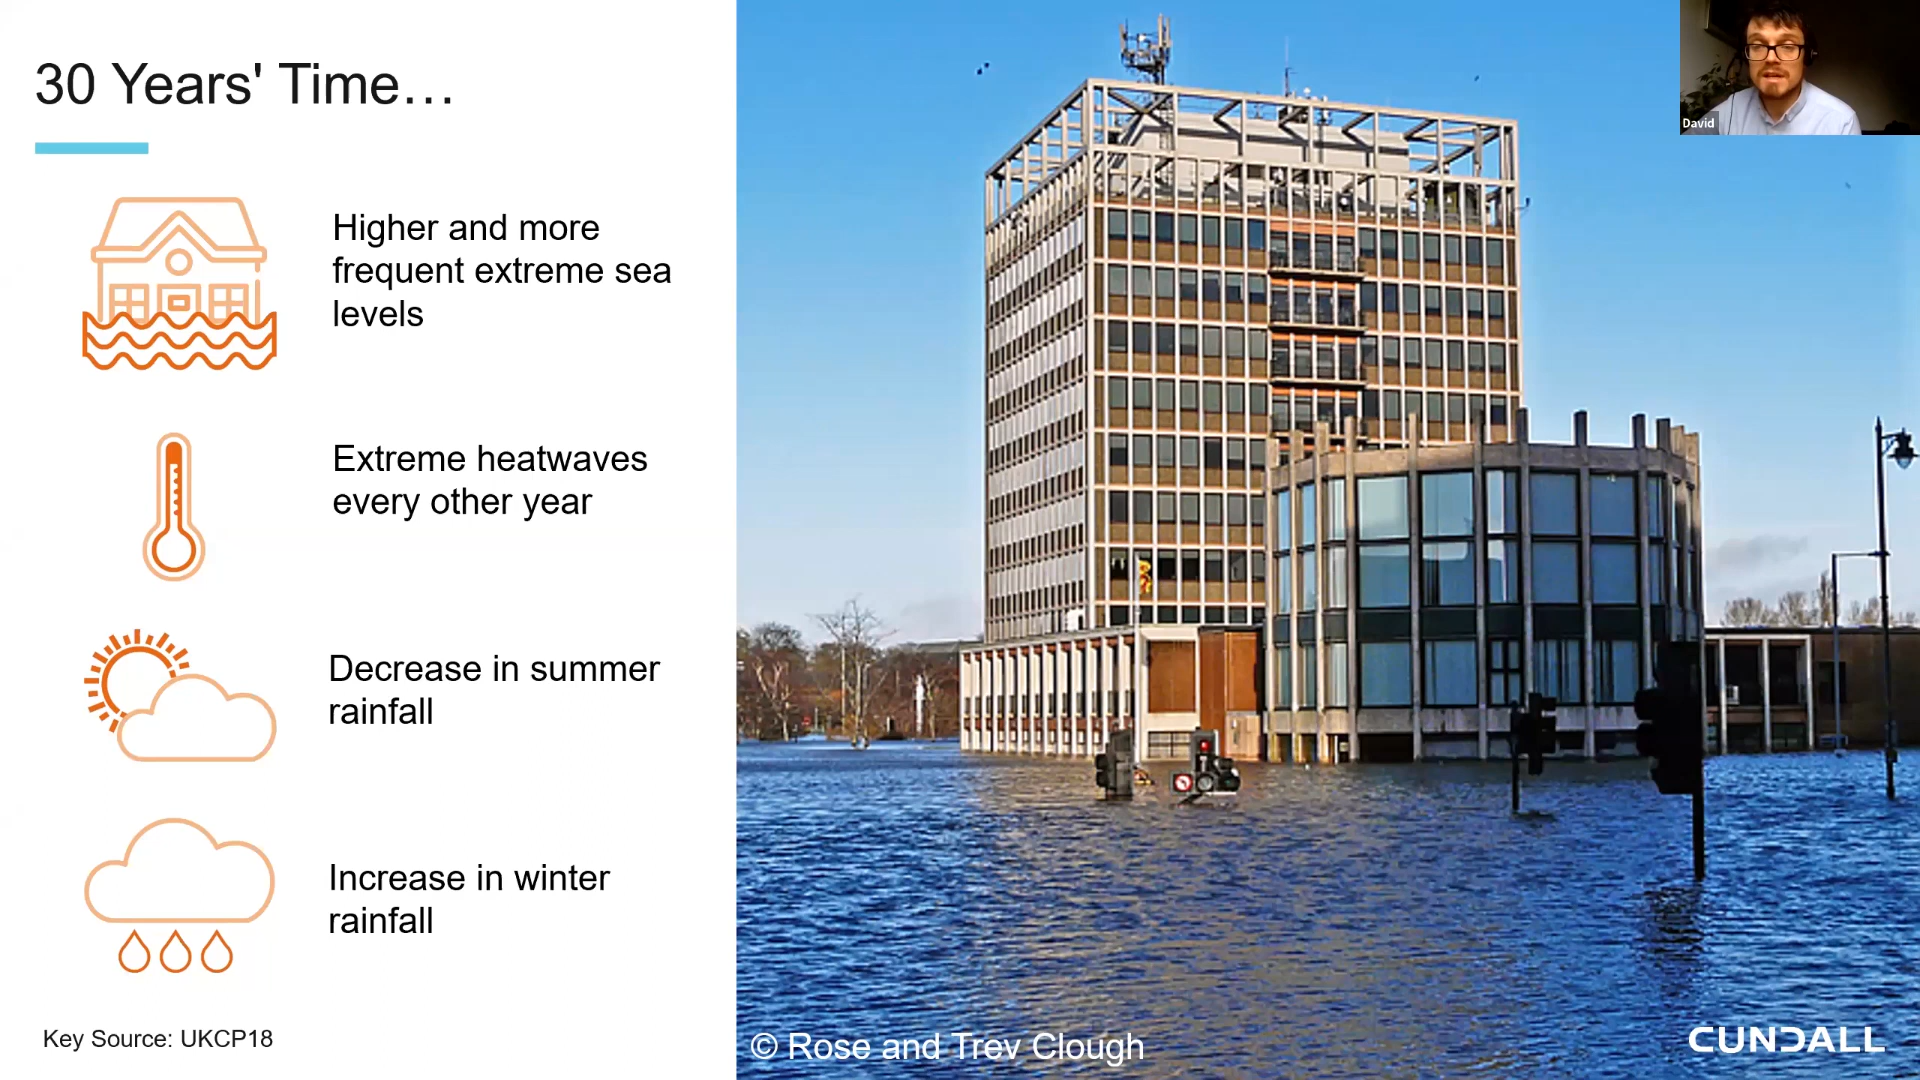 30 Years' Time…
Higher and more
frequent extreme sea
levels
Extreme heatwaves
every other year
Decrease in summer
rainfall
Increase in winter
rainfall
Key Source: UKCP18
© Rose and Trev Clough
CUNDALL
David